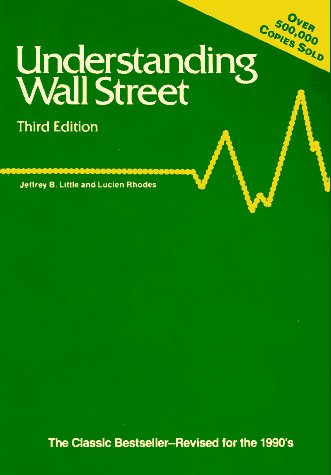 OVER
500,000
COPIES SOLD
Understanding
Wall Street
Third Edition
Jeffrey B. Little and Lucien Rhodes
The Classic Bestseller–Revised for the 1990's